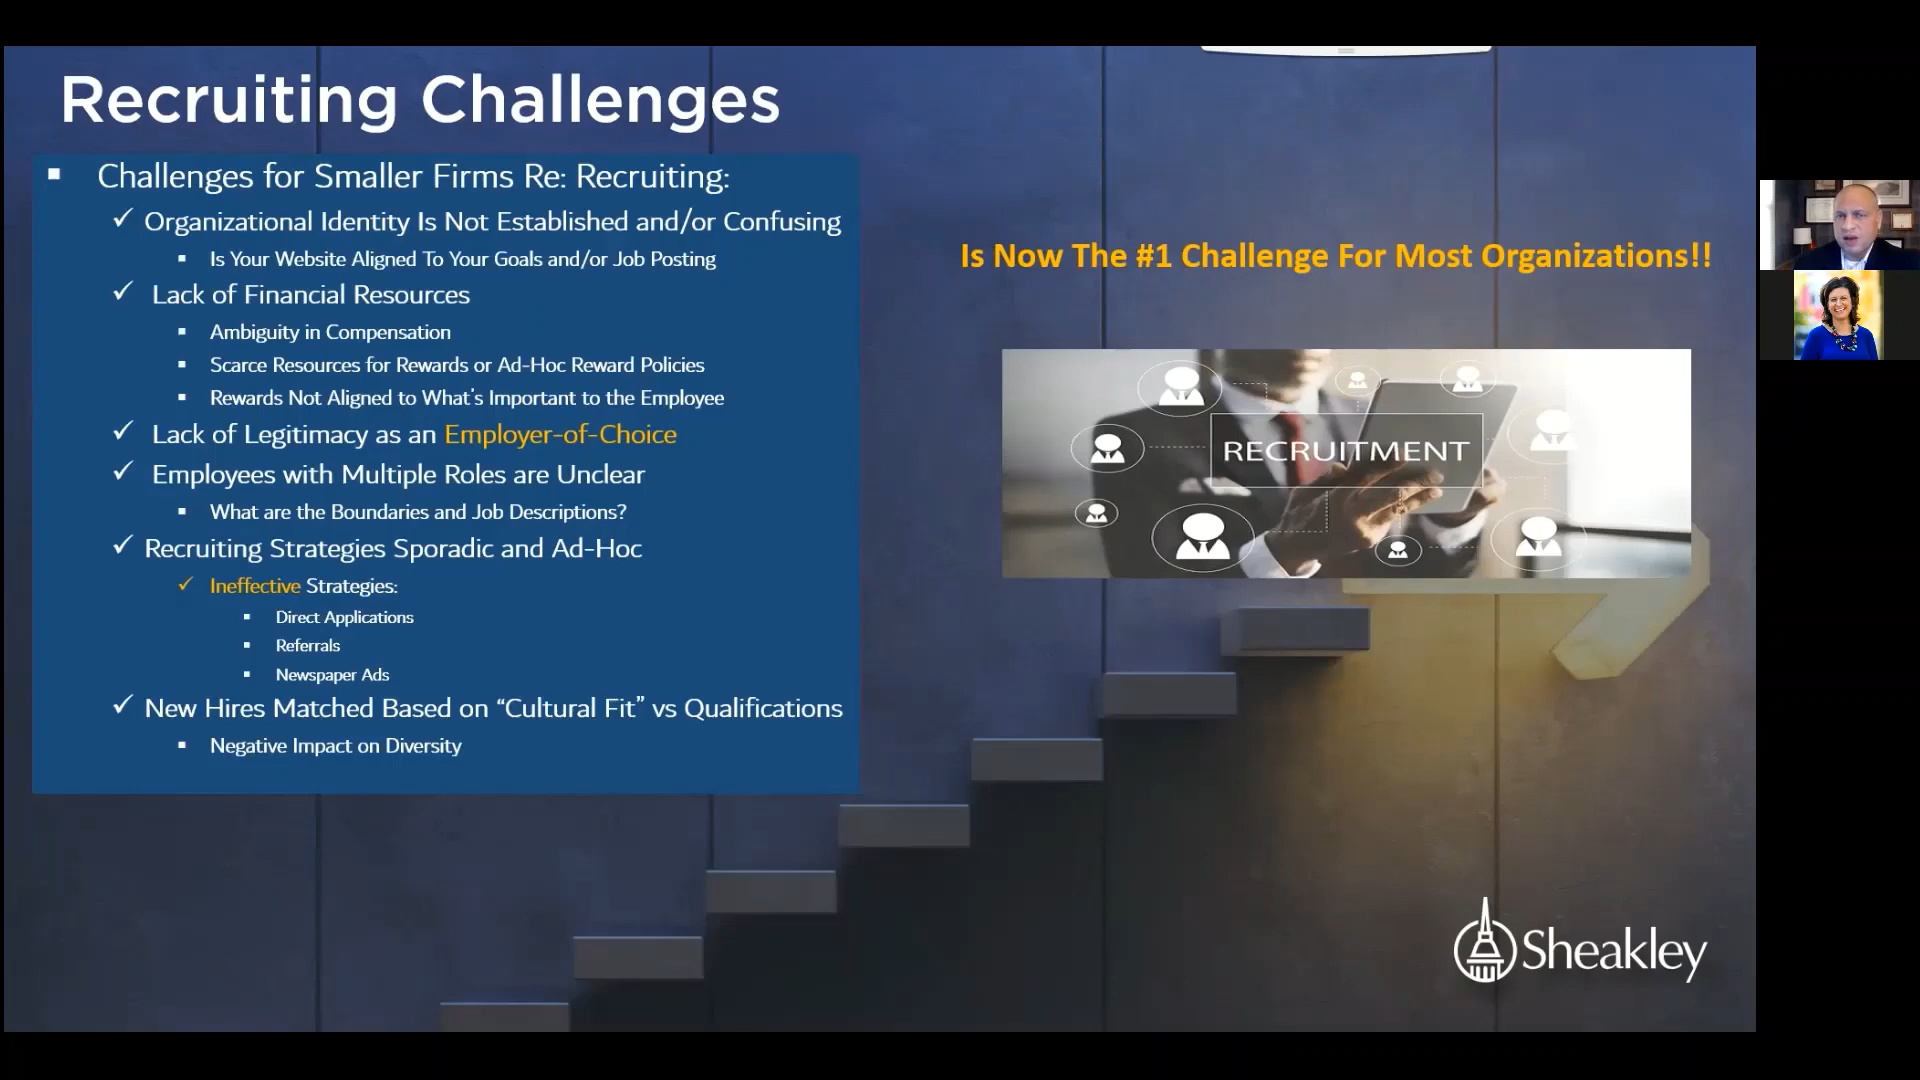 Recruiting Challenges
Challenges for Smaller Firms Re: Recruiting:
Organizational Identity Is Not Established and/or Confusing
Is Your Website Aligned To Your Goals and/or Job Posting
Lack of Financial Resources
Ambiguity in Compensation
Scarce Resources for Rewards or Ad-Hoc Reward Policies
Rewards Not Aligned to What's Important to the Employee
Lack of Legitimacy as an Employer-of-Choice
Employees with Multiple Roles are Unclear
What are the Boundaries and Job Descriptions?
Recruiting Strategies Sporadic and Ad-Hoc
Ineffective Strategies:
Direct Applications
Referrals
Newspaper Ads
New Hires Matched Based on “Cultural Fit” vs Qualifications
Negative Impact on Diversity
Is Now The #1 Challenge For Most Organizations!!
RECRUITMENT
Sheakley